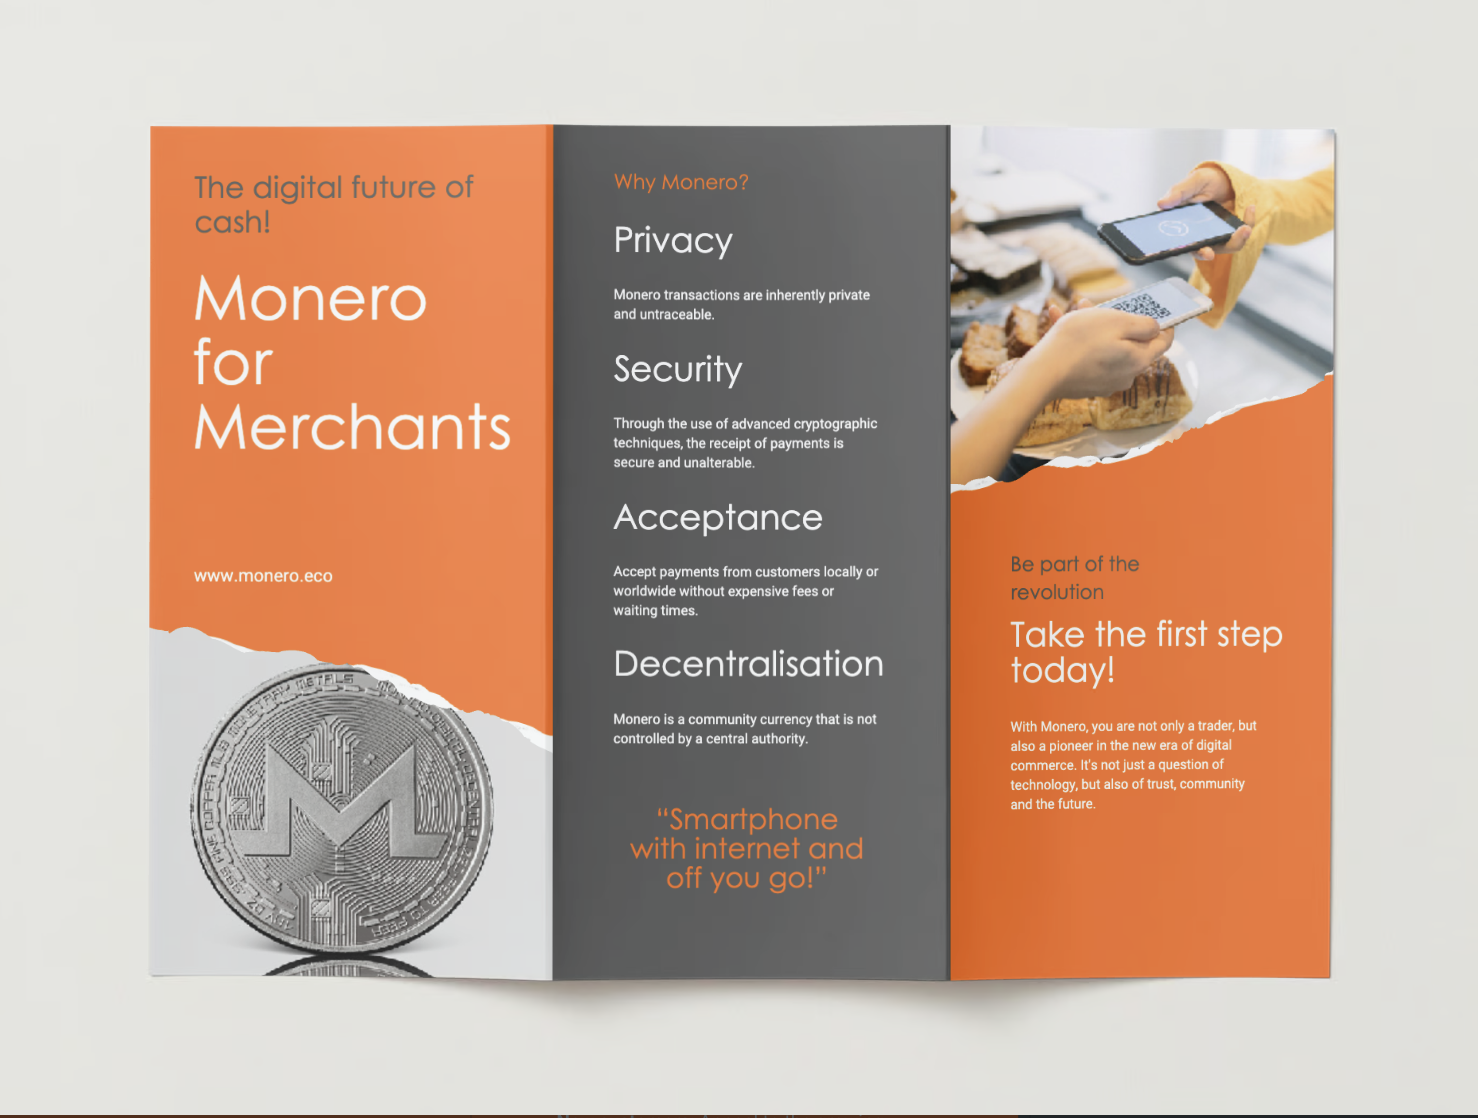 The digital future of
cash!
Monero
for
Merchants
www.monero.eco
MONETARY METALS
Why Monero?
Privacy
Monero transactions are inherently private
and untraceable.
Security
Through the use of advanced cryptographic
techniques, the receipt of payments is
secure and unalterable.
Acceptance
Accept payments from customers locally or
worldwide without expensive fees or
waiting times.
Decentralisation
Monero is a community currency that is not
controlled by a central authority.
“Smartphone
with internet and
off you go!”
Be part of the
revolution
Take the first step
today!
With Monero, you are not only a trader, but
also a pioneer in the new era of digital
commerce. It's not just a question of
technology, but also of trust, community
and the future.